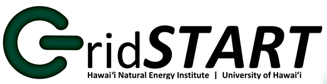 GridSTART
Hawai‘i Natural Energy Institute | University of Hawai‘i